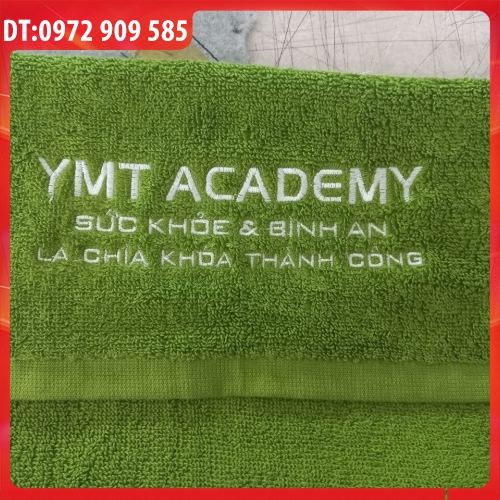 DT:0972 909 585
YMT ACADEMY
SỨC KHỎE & BÌNH AN
LÀ CHÌA KHÓA THÀNH CÔNG